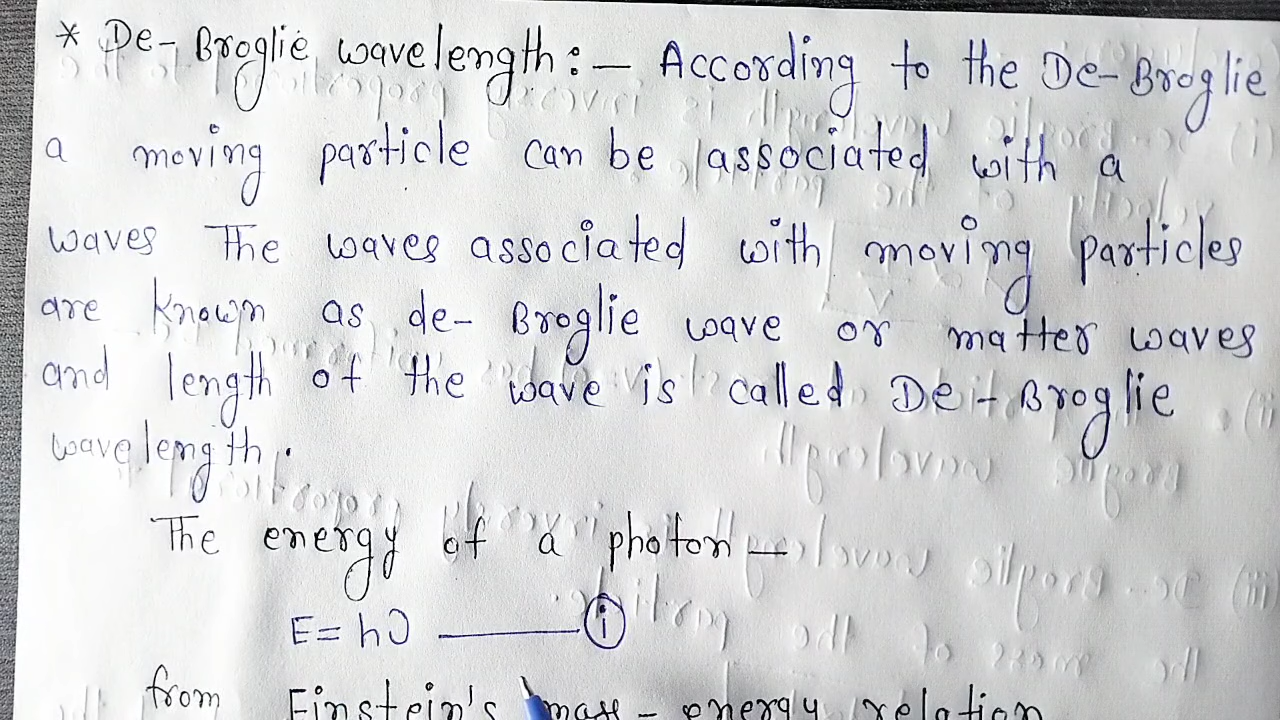 * De-Broglie wavelength:- According to the De-Broglie
a moving particle can be associated with a
waves The waves associated with moving particles
are known as de-Broglie wave or matter waves
and length of the wave is called De-Broglie
wavelength.
The energy of a photon —
E = hυ ——— (i)
from Einstein's mass-energy relation